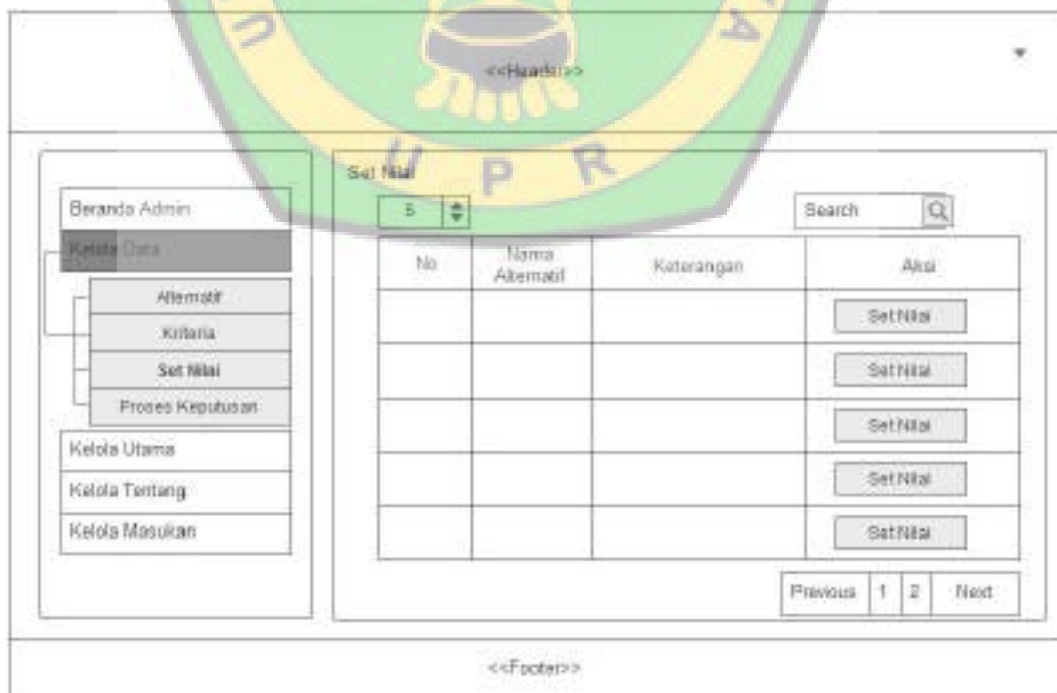 <<Header>>
U P R
Beranda Admin
Kelola Data
Alternatif
Kriteria
Set Nilai
Proses Keputusan
Kelola Utama
Kelola Tentang
Kelola Masukan
Set Nilai
5
Search
No
Nama
Alternatif
Keterangan
Aksi
Set Nilai
Set Nilai
Set Nilai
Set Nilai
Set Nilai
Previous 1 2 Next
<<Footer>>